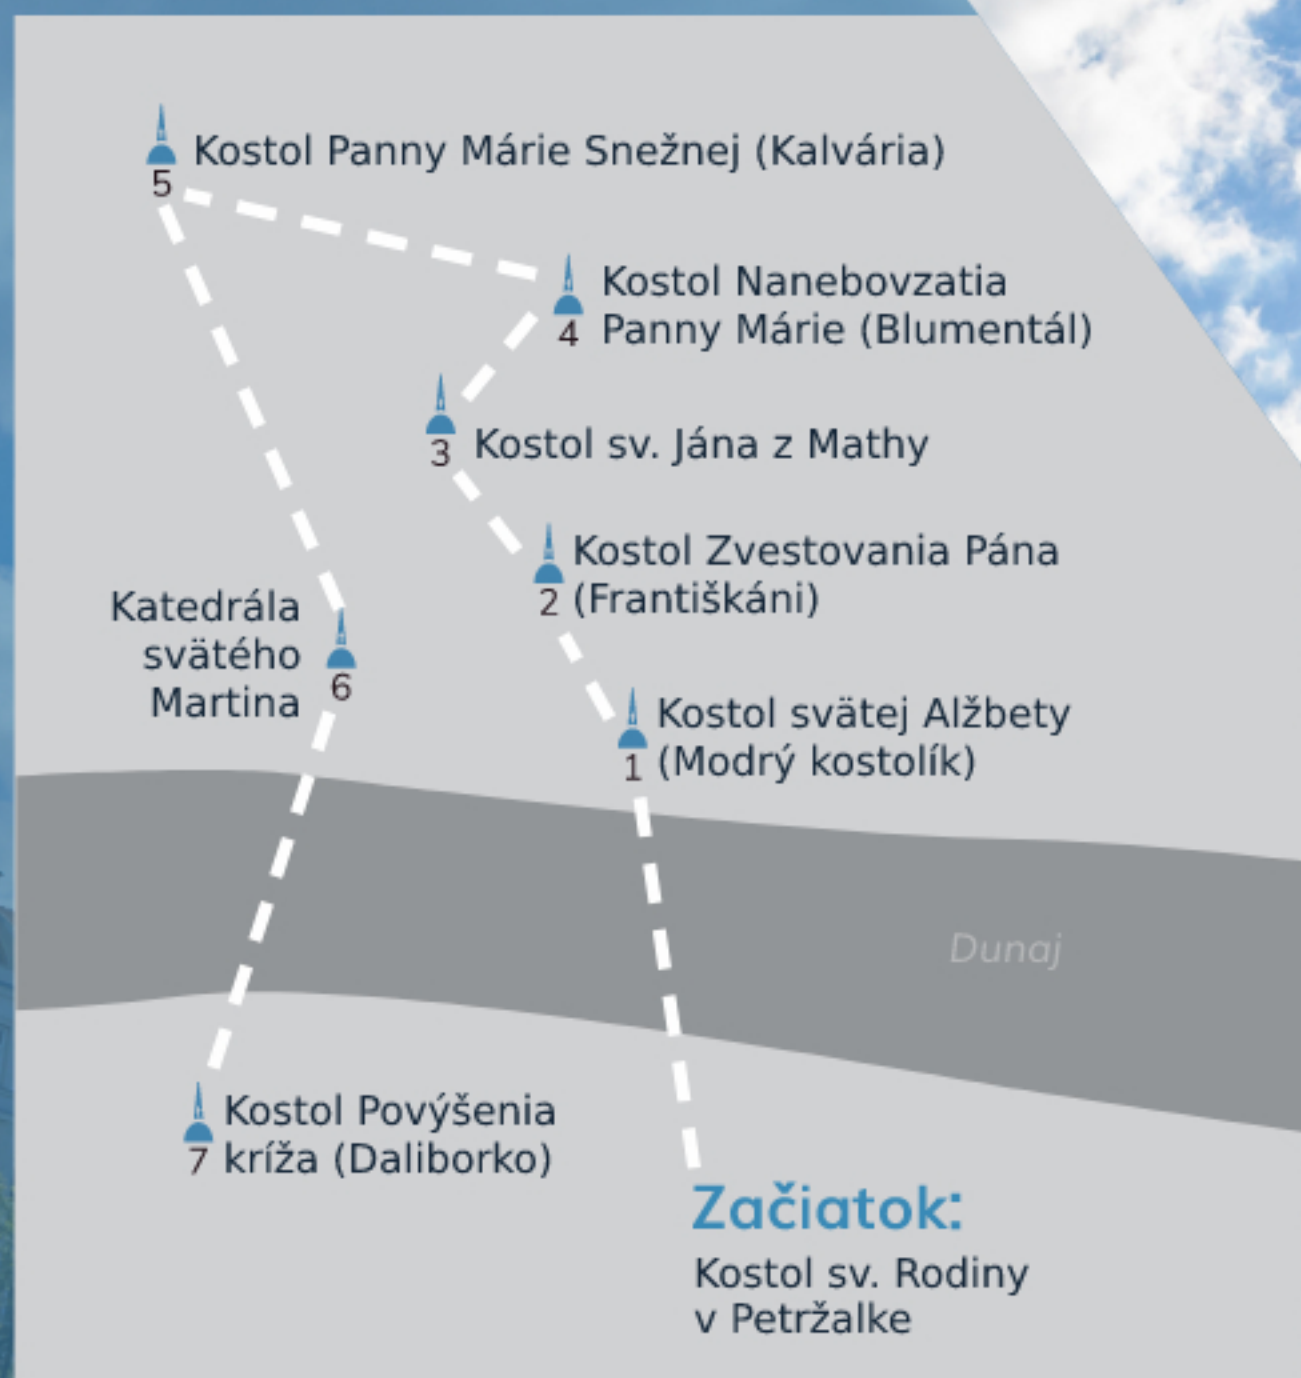 5 Kostol Panny Márie Snežnej (Kalvária)
Kostol Nanebovzatia
4 Panny Márie (Blumentál)
3 Kostol sv. Jána z Mathy
Kostol Zvestovania Pána
2 (Františkáni)
Katedrála
svätého
Martina 6
Kostol svätej Alžbety
1 (Modrý kostolík)
Dunaj
Kostol Povýšenia
7 kríža (Daliborko)
Začiatok:
Kostol sv. Rodiny
v Petržalke